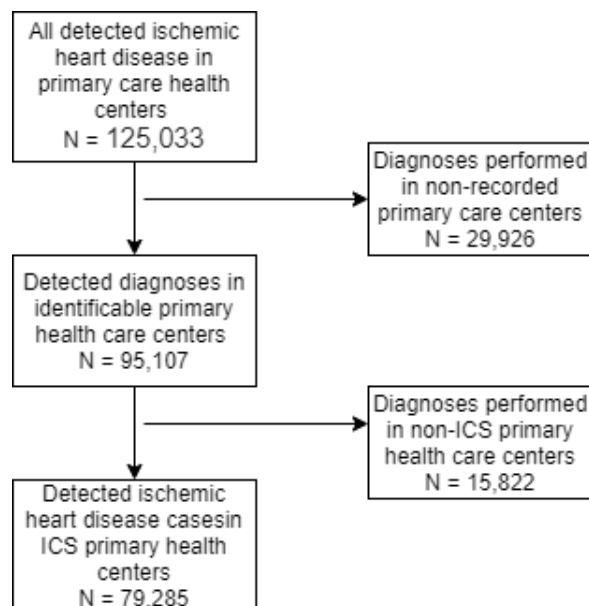 All detected ischemic
heart disease in
primary care health
centers
N = 125,033
Diagnoses performed
in non-recorded
primary care centers
N = 29,926
Detected diagnoses in
identificable primary
health care centers
N = 95,107
Diagnoses performed
in non-ICS primary
health care centers
N = 15,822
Detected ischemic
heart disease casesin
ICS primary health
centers
N = 79,285